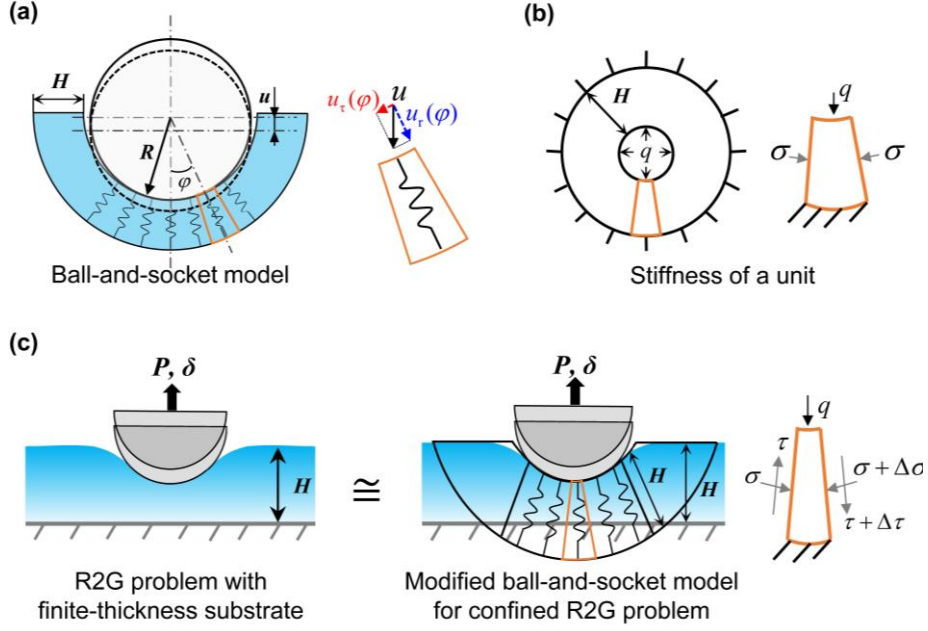 (a)
H
u
R
φ
u_τ(φ)
u
u_r(φ)
Ball-and-socket model
(b)
H
q
q
σ
σ
Stiffness of a unit
(c)
P, δ
H
R2G problem with
finite-thickness substrate
≅
P, δ
H
H
Modified ball-and-socket model
for confined R2G problem
q
τ
σ
σ + Δσ
τ + Δτ